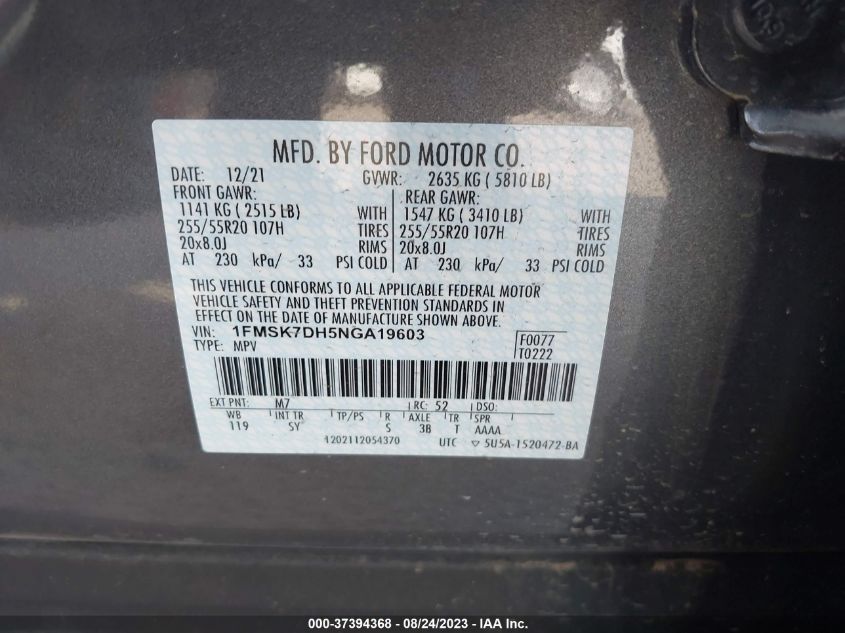 MFD. BY FORD MOTOR CO.
DATE: 12/21 GVWR: 2635 KG ( 5810 LB)
FRONT GAWR: REAR GAWR:
1141 KG ( 2515 LB) WITH 1547 KG ( 3410 LB) WITH
255/55R20 107H TIRES 255/55R20 107H TIRES
20x8.0J RIMS 20x8.0J RIMS
AT 230 kPa/ 33 PSI COLD AT 230 kPa/ 33 PSI COLD
THIS VEHICLE CONFORMS TO ALL APPLICABLE FEDERAL MOTOR
VEHICLE SAFETY AND THEFT PREVENTION STANDARDS IN
EFFECT ON THE DATE OF MANUFACTURE SHOWN ABOVE.
VIN: 1FMSK7DH5NGA19603
TYPE: MPV
F0077
T0222
EXT PNT: M7 RC: 52 DSO:
WB INT TR TP/PS R AXLE TR SPR
119 SY S 3B T AAAA
1202112054370 UTC ▽ 5U5A-1520472-BA
000-37394368 - 08/24/2023 - IAA Inc.